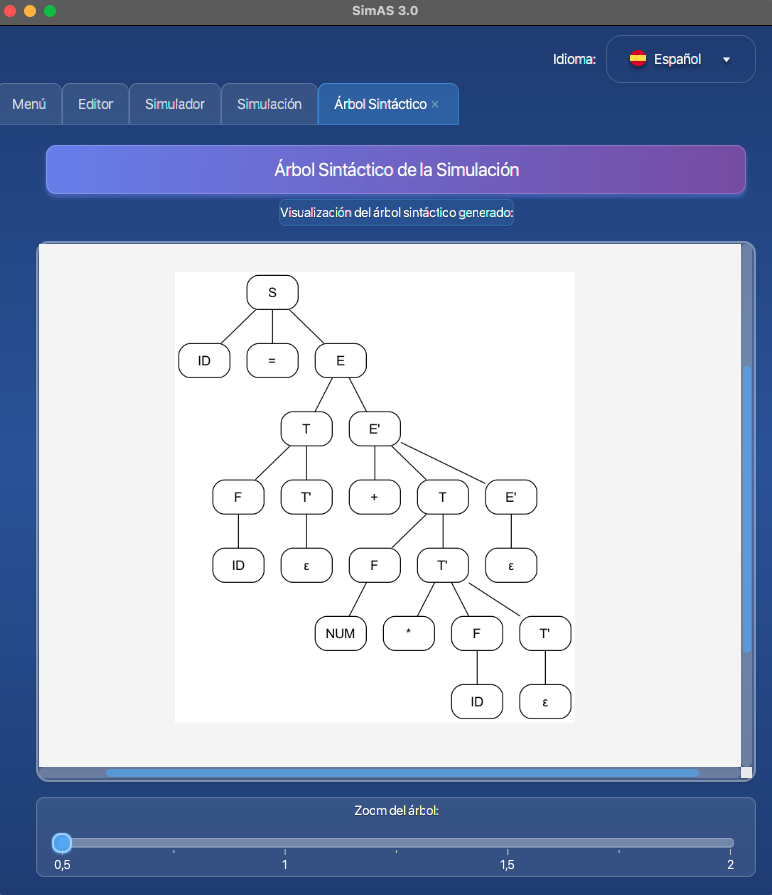 SimAS 3.0
Idioma: Español
Menú Editor Simulador Simulación Árbol Sintáctico ×
Árbol Sintáctico de la Simulación
Visualización del árbol sintáctico generado:
S
ID = E
T E'
F T' + T E'
ID ε F T' ε
NUM * F T'
ID ε
Zoom del árbol:
0,5 1 1,5 2